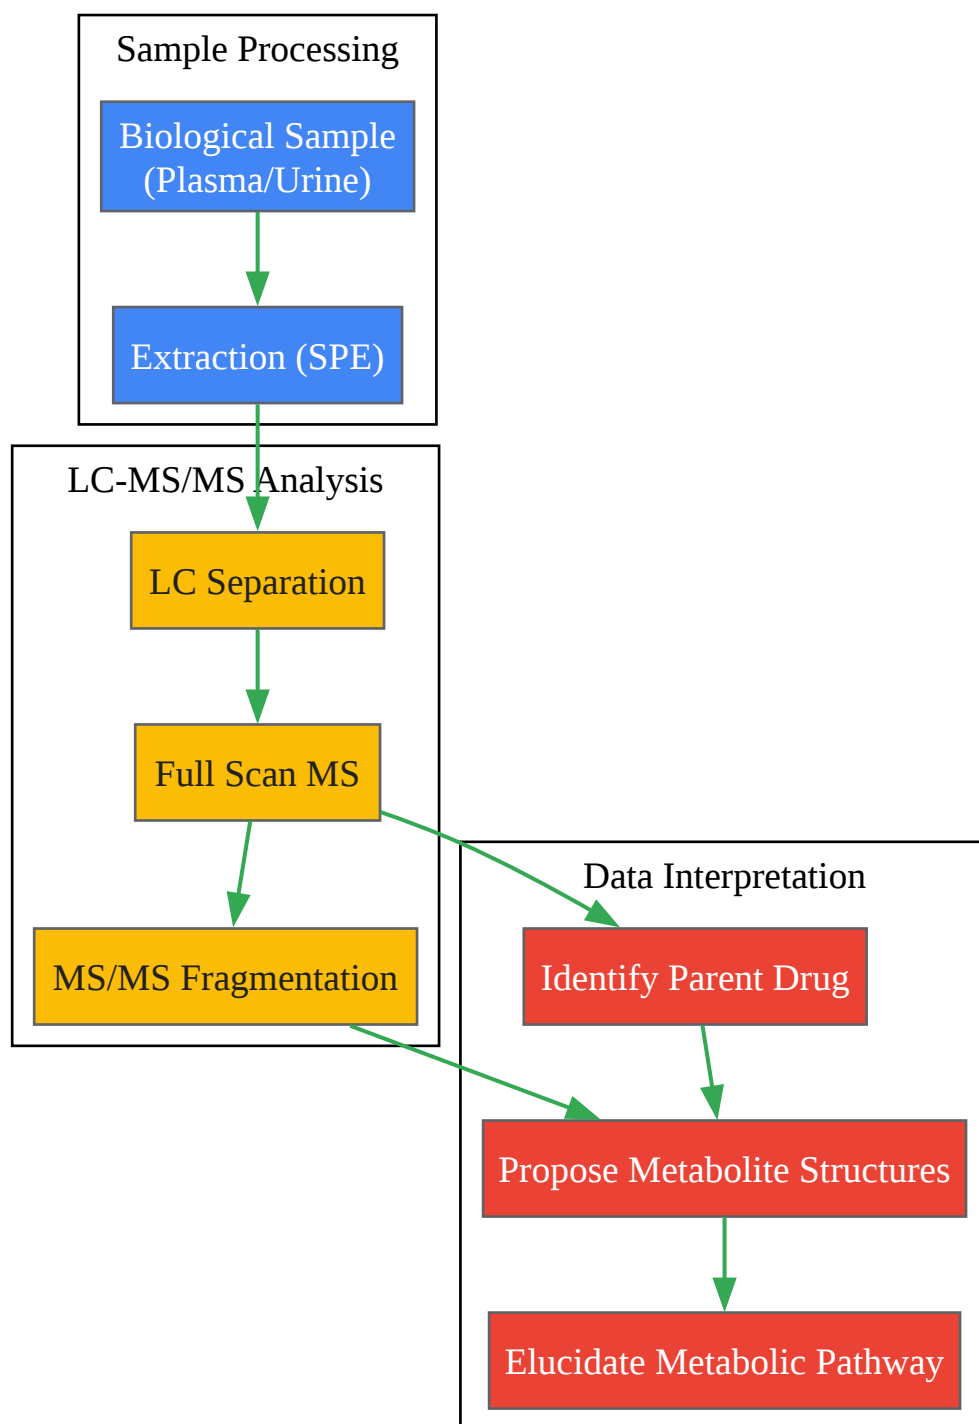 Sample Processing
Biological Sample
(Plasma/Urine)
Extraction (SPE)
LC-MS/MS Analysis
LC Separation
Full Scan MS
MS/MS Fragmentation
Data Interpretation
Identify Parent Drug
Propose Metabolite Structures
Elucidate Metabolic Pathway